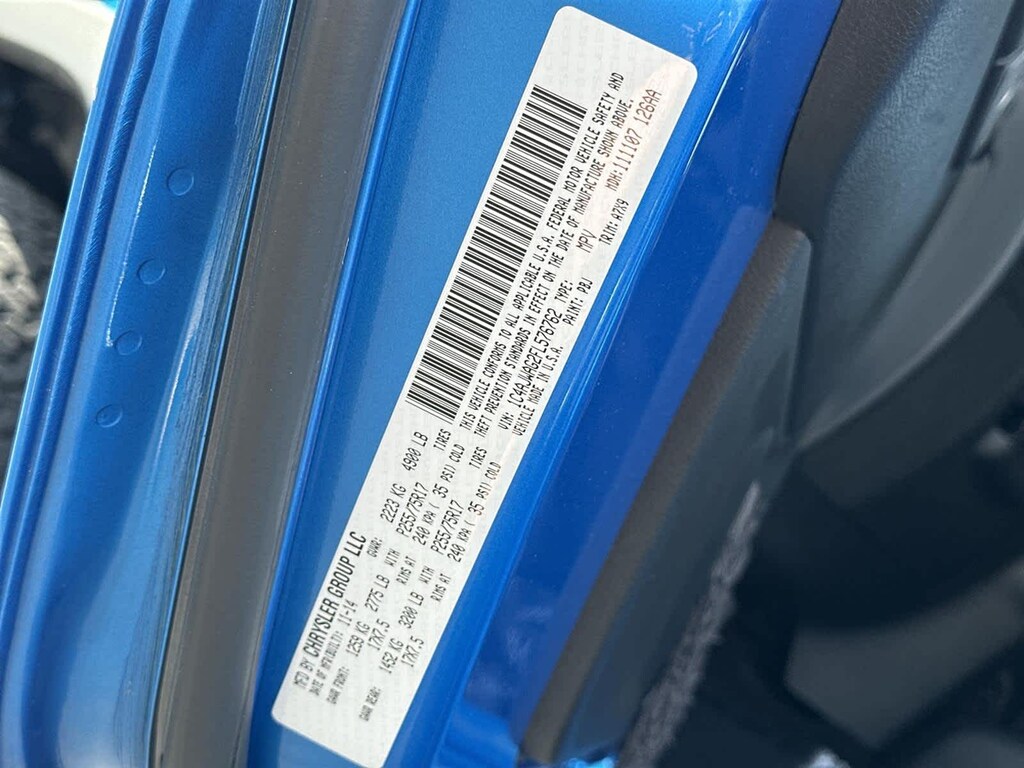 MFD BY CHRYSLER GROUP LLC
DATE OF MFR(BUILT): 11-14 GVWR: 2223 KG 4900 LB
GAWR FRONT: 1259 KG 2775 LB WITH P255/75R17 TIRES
17X7.5 RIMS AT 240 KPA ( 35 PSI) COLD
GAWR REAR: 1452 KG 3200 LB WITH P255/75R17 TIRES
17X7.5 RIMS AT 240 KPA ( 35 PSI) COLD
THIS VEHICLE CONFORMS TO ALL APPLICABLE U.S.A. FEDERAL MOTOR VEHICLE SAFETY AND
THEFT PREVENTION STANDARDS IN EFFECT ON THE DATE OF MANUFACTURE SHOWN ABOVE.
VIN: 1C4AJWAG2FL576762 TYPE: MPV MDH:111107 126AA
VEHICLE MADE IN U.S.A. PAINT: PBJ TRIM: A7X9